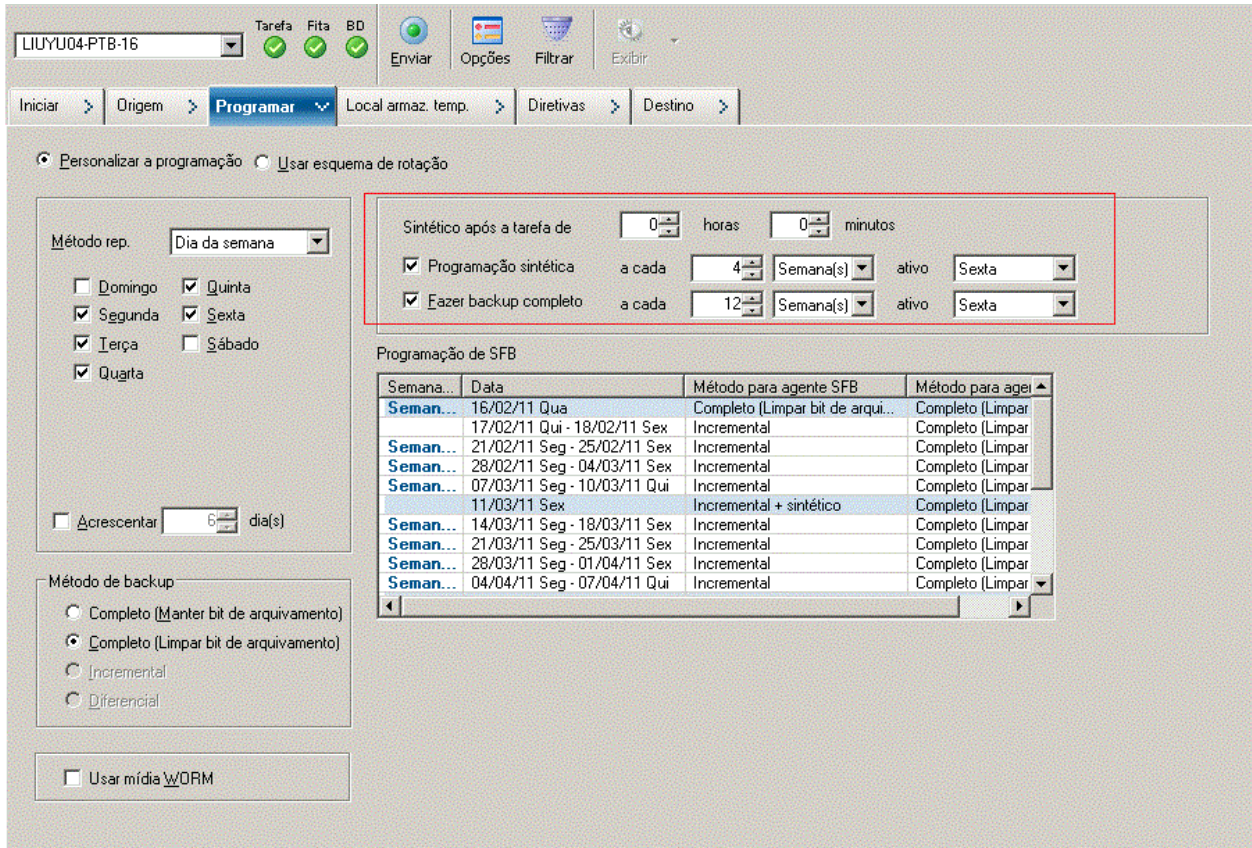 Tarefa Fita BD
LIUYU04-PTB-16
Enviar Opções Filtrar Exibir
Iniciar Origem Programar Local armaz. temp. Diretivas Destino
Personalizar a programação Usar esquema de rotação
Sintético após a tarefa de 0 horas 0 minutos
Método rep. Dia da semana
Programação sintética a cada 4 Semana(s) ativo Sexta
Domingo Quinta
Fazer backup completo a cada 12 Semana(s) ativo Sexta
Segunda Sexta
Terça Sábado
Quarta
Programação de SFB
Semana... Data Método para agente SFB Método para agei
Seman... 16/02/11 Qua Completo (Limpar bit de arqui... Completo (Limpar
17/02/11 Qui - 18/02/11 Sex Incremental Completo (Limpar
Seman... 21/02/11 Seg - 25/02/11 Sex Incremental Completo (Limpar
Seman... 28/02/11 Seg - 04/03/11 Sex Incremental Completo (Limpar
Seman... 07/03/11 Seg - 10/03/11 Qui Incremental Completo (Limpar
11/03/11 Sex Incremental + sintético Completo (Limpar
Seman... 14/03/11 Seg - 18/03/11 Sex Incremental Completo (Limpar
Seman... 21/03/11 Seg - 25/03/11 Sex Incremental Completo (Limpar
Seman... 28/03/11 Seg - 01/04/11 Sex Incremental Completo (Limpar
Seman... 04/04/11 Seg - 07/04/11 Qui Incremental Completo (Limpar
Acrescentar 6 dia(s)
Método de backup
Completo (Manter bit de arquivamento)
Completo (Limpar bit de arquivamento)
Incremental
Diferencial
Usar mídia WORM